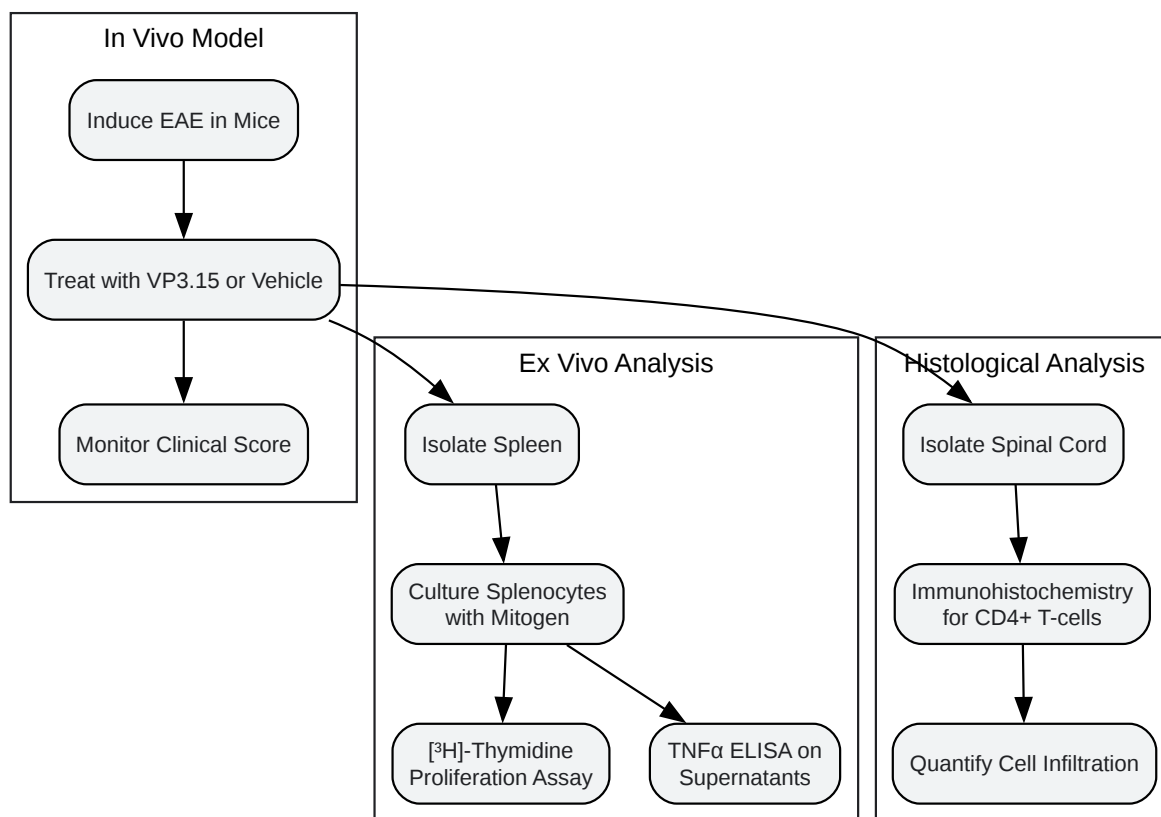 In Vivo Model
Induce EAE in Mice
Treat with VP3.15 or Vehicle
Monitor Clinical Score
Ex Vivo Analysis
Isolate Spleen
Culture Splenocytes
with Mitogen
[³H]-Thymidine
Proliferation Assay
TNFα ELISA on
Supernatants
Histological Analysis
Isolate Spinal Cord
Immunohistochemistry
for CD4+ T-cells
Quantify Cell Infiltration